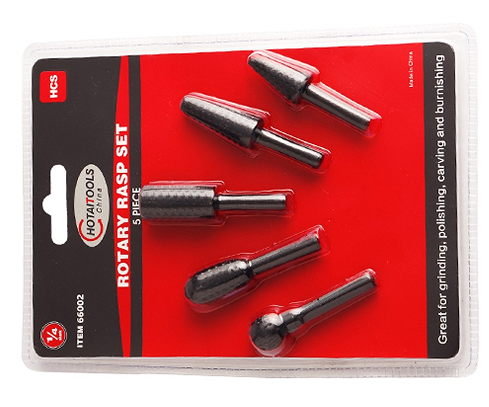 HCS
HOTAITOOLS
China
ROTARY RASP SET
5 PIECE
1/4
ITEM 66002
Made in China
Great for grinding, polishing, carving and burnishing